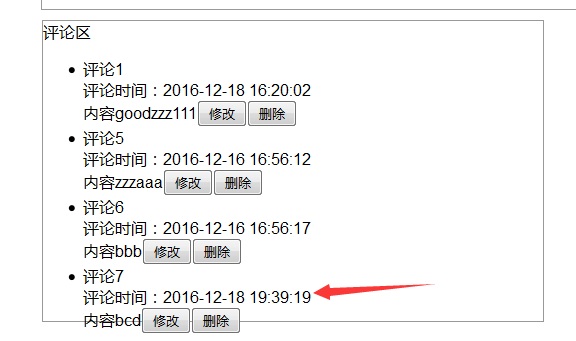 评论区
评论1
评论时间：2016-12-18 16:20:02
内容goodzzz111 修改 删除
评论5
评论时间：2016-12-16 16:56:12
内容zzzaaa 修改 删除
评论6
评论时间：2016-12-16 16:56:17
内容bbb 修改 删除
评论7
评论时间：2016-12-18 19:39:19
内容bcd 修改 删除